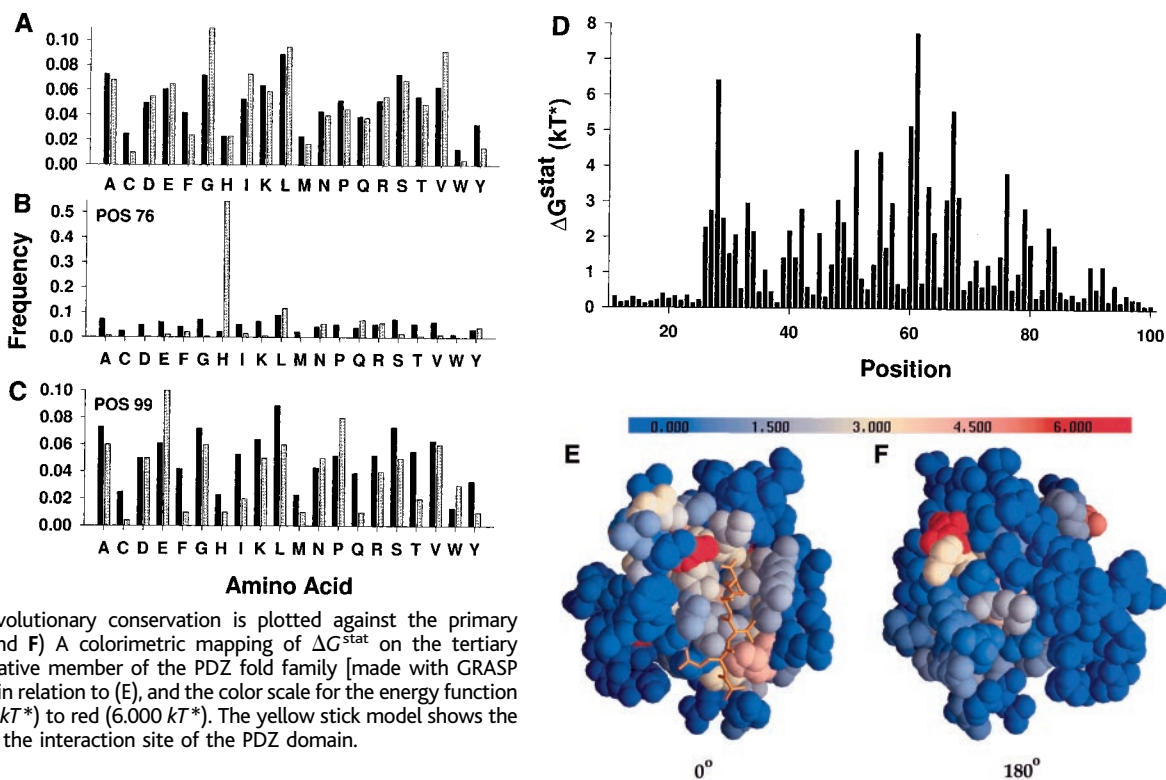 A
0.10
0.08
0.06
0.04
0.02
0.00
A C D E F G H I K L M N P Q R S T V W Y
B
POS 76
0.5
0.4
0.3
0.2
0.1
0.0
A C D E F G H I K L M N P Q R S T V W Y
Frequency
C
POS 99
0.10
0.08
0.06
0.04
0.02
0.00
A C D E F G H I K L M N P Q R S T V W Y
Amino Acid
volutionary conservation is plotted against the primary
nd F) A colorimetric mapping of ΔG^stat on the tertiary
ative member of the PDZ fold family [made with GRASP
in relation to (E), and the color scale for the energy function
kT*) to red (6.000 kT*). The yellow stick model shows the
the interaction site of the PDZ domain.
D
8
7
6
5
4
3
2
1
0
ΔG^stat (kT*)
20 40 60 80 100
Position
0.000 1.500 3.000 4.500 6.000
E
F
0°
180°